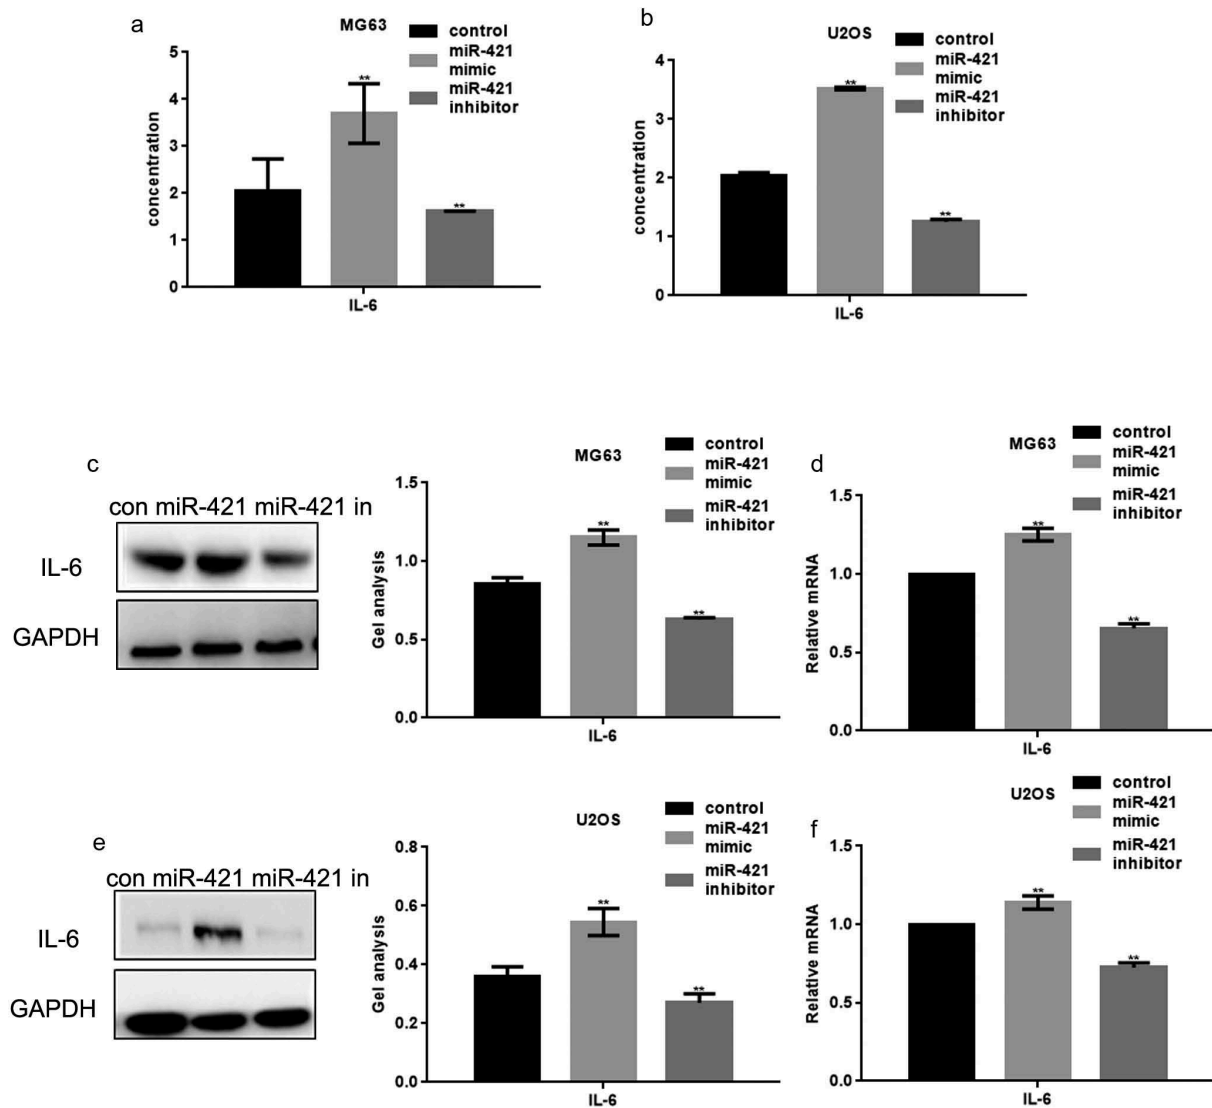 a
MG63
control
miR-421
mimic
miR-421
inhibitor
concentration
5
4
3
2
1
0
**
**
IL-6
b
U2OS
control
miR-421
mimic
miR-421
inhibitor
concentration
4
3
2
1
0
**
**
IL-6
c
con miR-421 miR-421 in
IL-6
GAPDH
MG63
control
miR-421
mimic
miR-421
inhibitor
Gel analysis
1.5
1.0
0.5
0.0
**
**
IL-6
d
MG63
control
miR-421
mimic
miR-421
inhibitor
Relative mRNA
1.5
1.0
0.5
0.0
**
**
IL-6
e
con miR-421 miR-421 in
IL-6
GAPDH
U2OS
control
miR-421
mimic
miR-421
inhibitor
Gel analysis
0.8
0.6
0.4
0.2
0.0
**
**
IL-6
f
U2OS
control
miR-421
mimic
miR-421
inhibitor
Relative mRNA
1.5
1.0
0.5
0.0
**
**
IL-6